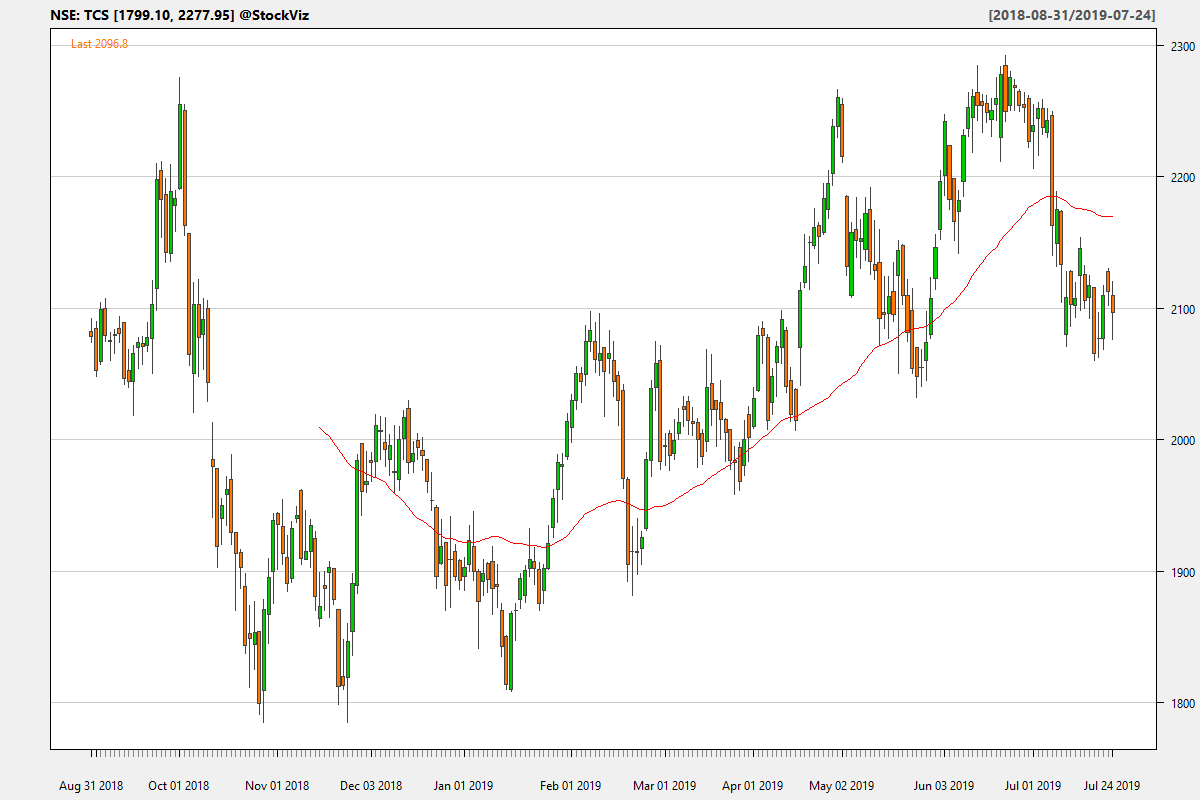 NSE: TCS [1799.10, 2277.95] @StockViz [2018-08-31/2019-07-24]
Last 2096.8
2300
2200
2100
2000
1900
1800
Aug 31 2018 Oct 01 2018 Nov 01 2018 Dec 03 2018 Jan 01 2019 Feb 01 2019 Mar 01 2019 Apr 01 2019 May 02 2019 Jun 03 2019 Jul 01 2019 Jul 24 2019